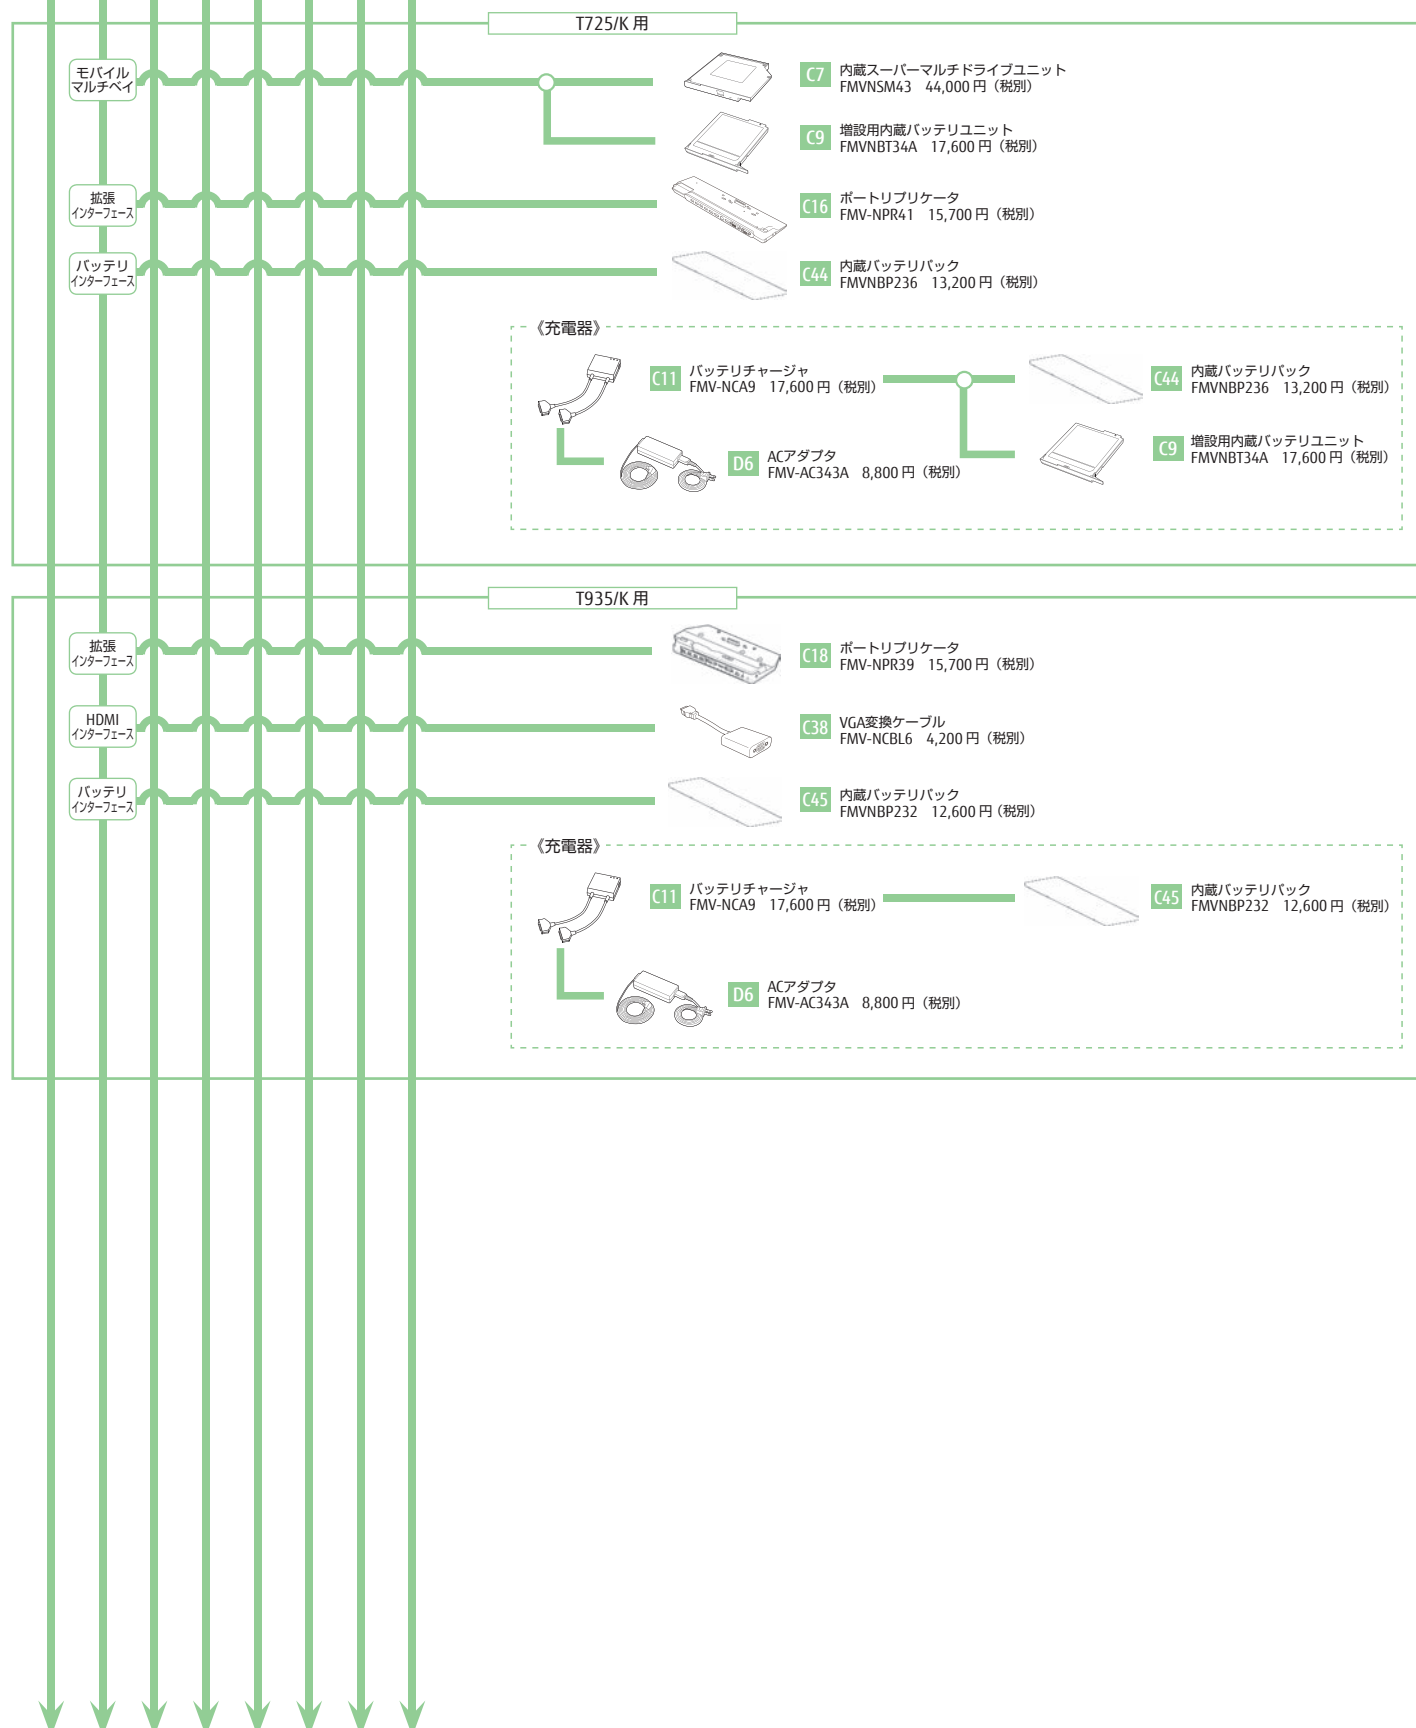 T725/K 用
モバイル
マルチベイ
C7 内蔵スーパーマルチドライブユニット
FMVNSM43 44,000 円（税別）
C9 増設用内蔵バッテリユニット
FMVNBT34A 17,600 円（税別）
拡張
インターフェース
C16 ポートリプリケータ
FMV-NPR41 15,700 円（税別）
バッテリ
インターフェース
C44 内蔵バッテリパック
FMVNBP236 13,200 円（税別）
《充電器》
C11 バッテリチャージャ
FMV-NCA9 17,600 円（税別）
C44 内蔵バッテリパック
FMVNBP236 13,200 円（税別）
D6 ACアダプタ
FMV-AC343A 8,800 円（税別）
C9 増設用内蔵バッテリユニット
FMVNBT34A 17,600 円（税別）
T935/K 用
拡張
インターフェース
C18 ポートリプリケータ
FMV-NPR39 15,700 円（税別）
HDMI
インターフェース
C38 VGA変換ケーブル
FMV-NCBL6 4,200 円（税別）
バッテリ
インターフェース
C45 内蔵バッテリパック
FMVNBP232 12,600 円（税別）
《充電器》
C11 バッテリチャージャ
FMV-NCA9 17,600 円（税別）
C45 内蔵バッテリパック
FMVNBP232 12,600 円（税別）
D6 ACアダプタ
FMV-AC343A 8,800 円（税別）